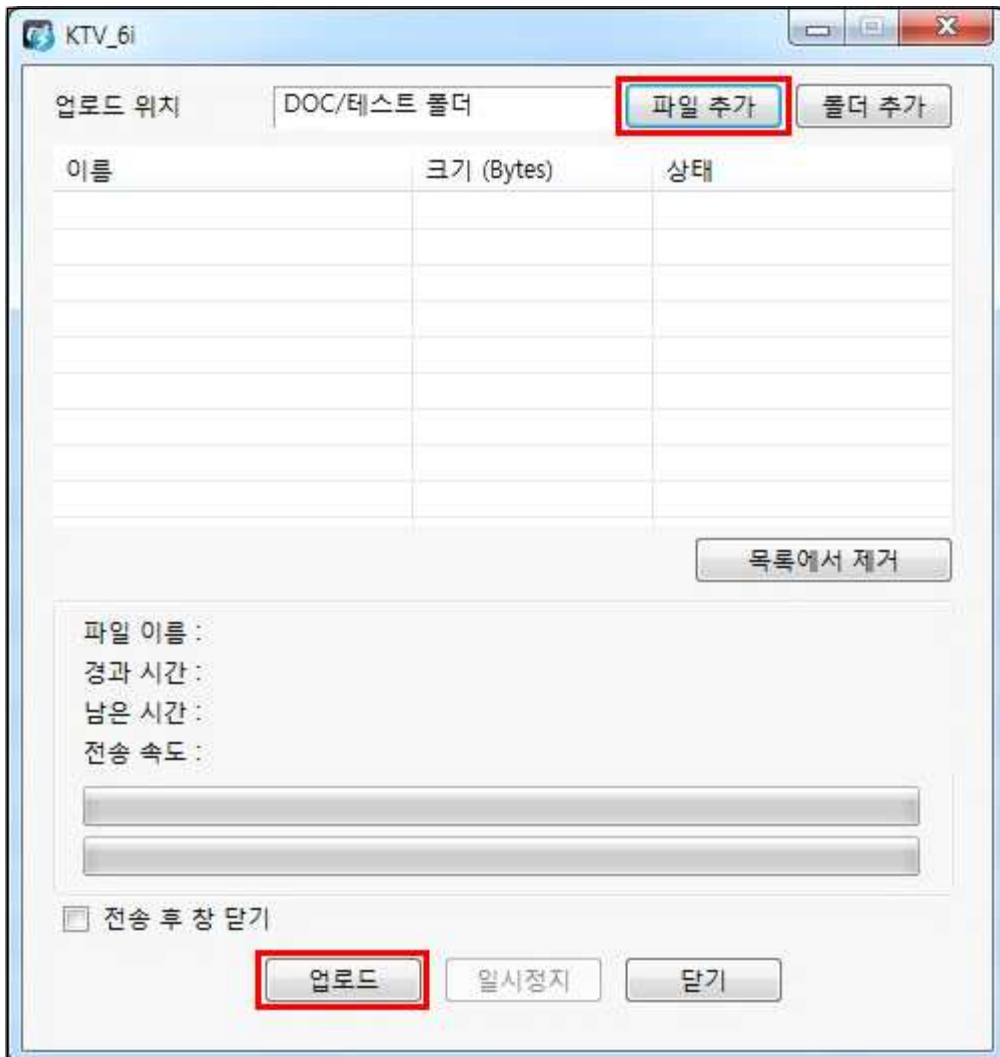 KTV_6i
업로드 위치 DOC/테스트 폴더 파일 추가 폴더 추가
이름 크기 (Bytes) 상태
목록에서 제거
파일 이름 :
경과 시간 :
남은 시간 :
전송 속도 :
전송 후 창 닫기
업로드 일시정지 닫기